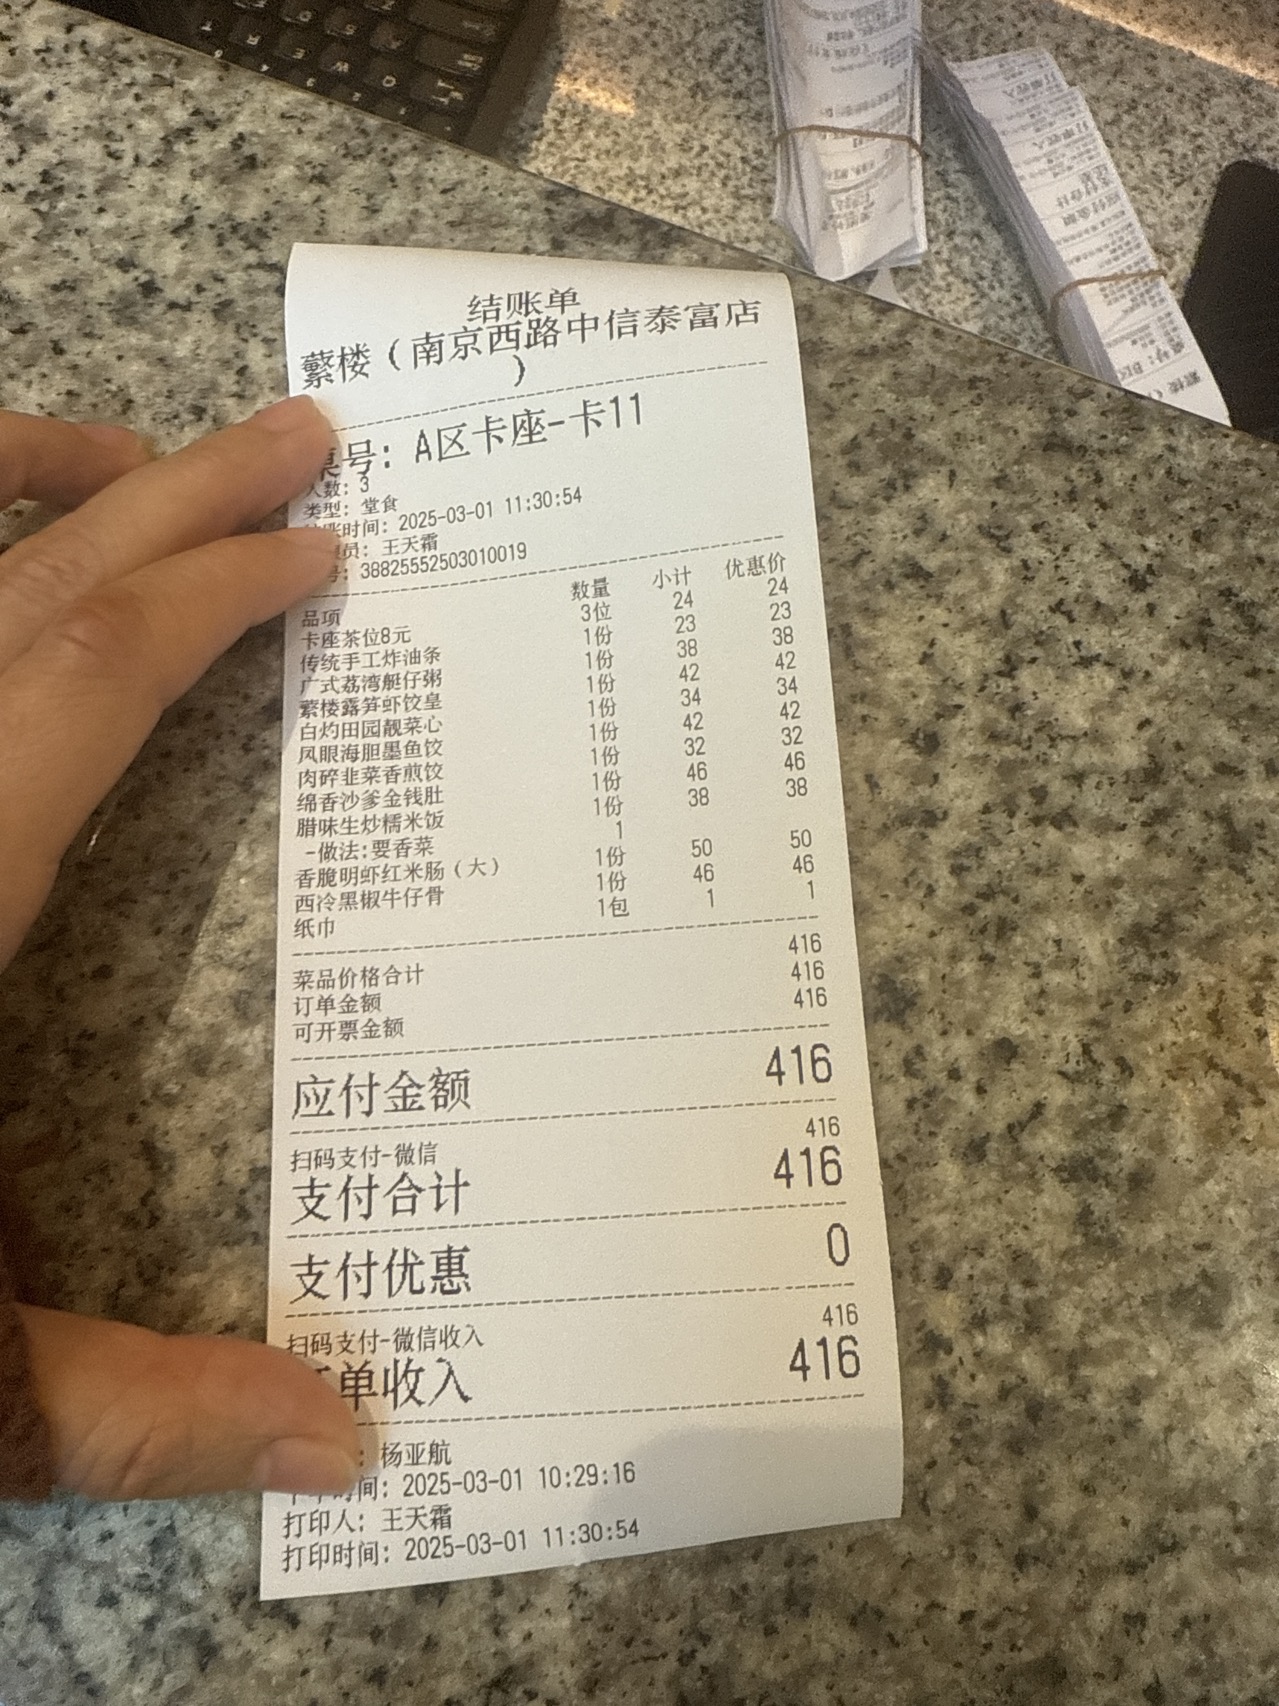 结账单
蘩楼（南京西路中信泰富店
）
桌号: A区卡座-卡11
人数: 3
类型: 堂食
结账时间: 2025-03-01 11:30:54
员: 王天霜
号: 38825552503010019
品项 数量 小计 优惠价
卡座茶位8元 3位 24 24
传统手工炸油条 1份 23 23
广式荔湾艇仔粥 1份 38 38
蘩楼露笋虾饺皇 1份 42 42
白灼田园靓菜心 1份 34 34
凤眼海胆墨鱼饺 1份 42 42
肉碎韭菜香煎饺 1份 32 32
绵香沙爹金钱肚 1份 46 46
腊味生炒糯米饭 1份 38 38
-做法:要香菜 1
香脆明虾红米肠（大） 1份 50 50
西冷黑椒牛仔骨 1份 46 46
纸巾 1包 1 1
菜品价格合计 416
订单金额 416
可开票金额 416
应付金额 416
扫码支付-微信 416
支付合计 416
支付优惠 0
扫码支付-微信收入 416
订单收入 416
: 杨亚航
下单时间: 2025-03-01 10:29:16
打印人: 王天霜
打印时间: 2025-03-01 11:30:54